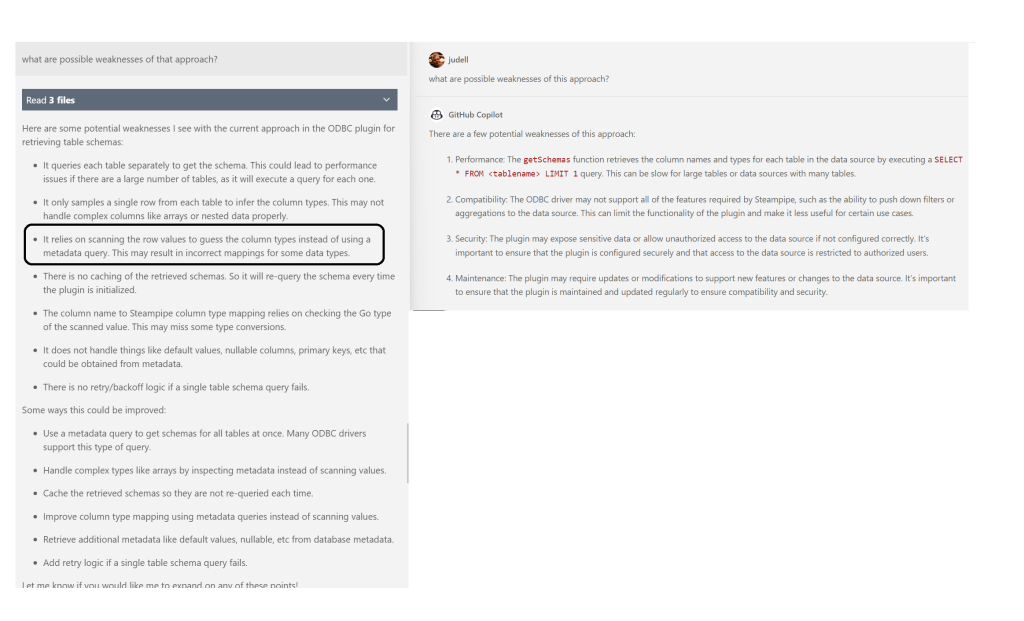 what are possible weaknesses of that approach?
Read 3 files
Here are some potential weaknesses I see with the current approach in the ODBC plugin for
retrieving table schemas:
• It queries each table separately to get the schema. This could lead to performance
issues if there are a large number of tables, as it will execute a query for each one.
• It only samples a single row from each table to infer the column types. This may not
handle complex columns like arrays or nested data properly.
• It relies on scanning the row values to guess the column types instead of using a
metadata query. This may result in incorrect mappings for some data types.
• There is no caching of the retrieved schemas. So it will re-query the schema every time
the plugin is initialized.
• The column name to Steampipe column type mapping relies on checking the Go type
of the scanned value. This may miss some type conversions.
• It does not handle things like default values, nullable columns, primary keys, etc that
could be obtained from metadata.
• There is no retry/backoff logic if a single table schema query fails.
Some ways this could be improved:
• Use a metadata query to get schemas for all tables at once. Many ODBC drivers
support this type of query.
• Handle complex types like arrays by inspecting metadata instead of scanning values.
• Cache the retrieved schemas so they are not re-queried each time.
• Improve column type mapping using metadata queries instead of scanning values.
• Retrieve additional metadata like default values, nullable, etc from database metadata.
• Add retry logic if a single table schema query fails.
Let me know if you would like me to expand on any of these points!
judell
what are possible weaknesses of this approach?
GitHub Copilot
There are a few potential weaknesses of this approach:
1. Performance: The getSchemas function retrieves the column names and types for each table in the data source by executing a SELECT
* FROM <tablename> LIMIT 1 query. This can be slow for large tables or data sources with many tables.
2. Compatibility: The ODBC driver may not support all of the features required by Steampipe, such as the ability to push down filters or
aggregations to the data source. This can limit the functionality of the plugin and make it less useful for certain use cases.
3. Security: The plugin may expose sensitive data or allow unauthorized access to the data source if not configured correctly. It's
important to ensure that the plugin is configured securely and that access to the data source is restricted to authorized users.
4. Maintenance: The plugin may require updates or modifications to support new features or changes to the data source. It's important
to ensure that the plugin is maintained and updated regularly to ensure compatibility and security.